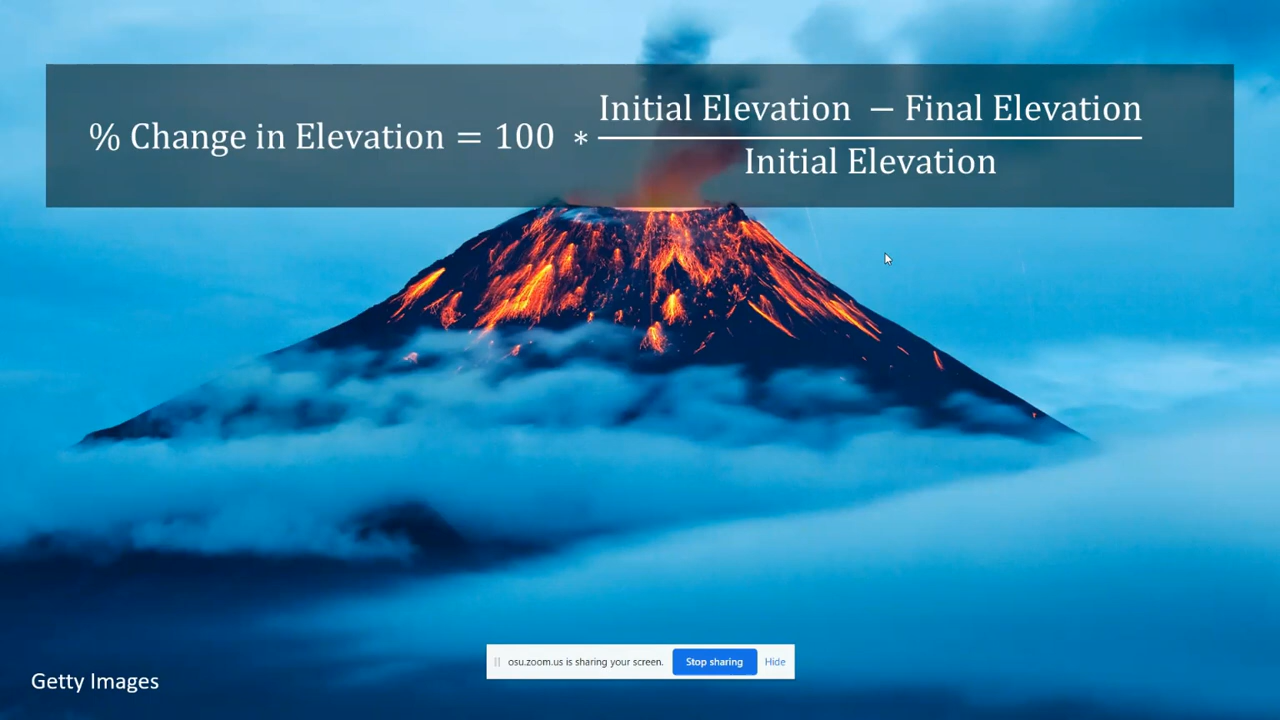 % Change in Elevation = 100 * (Initial Elevation − Final Elevation) / Initial Elevation
osu.zoom.us is sharing your screen. Stop sharing Hide
Getty Images